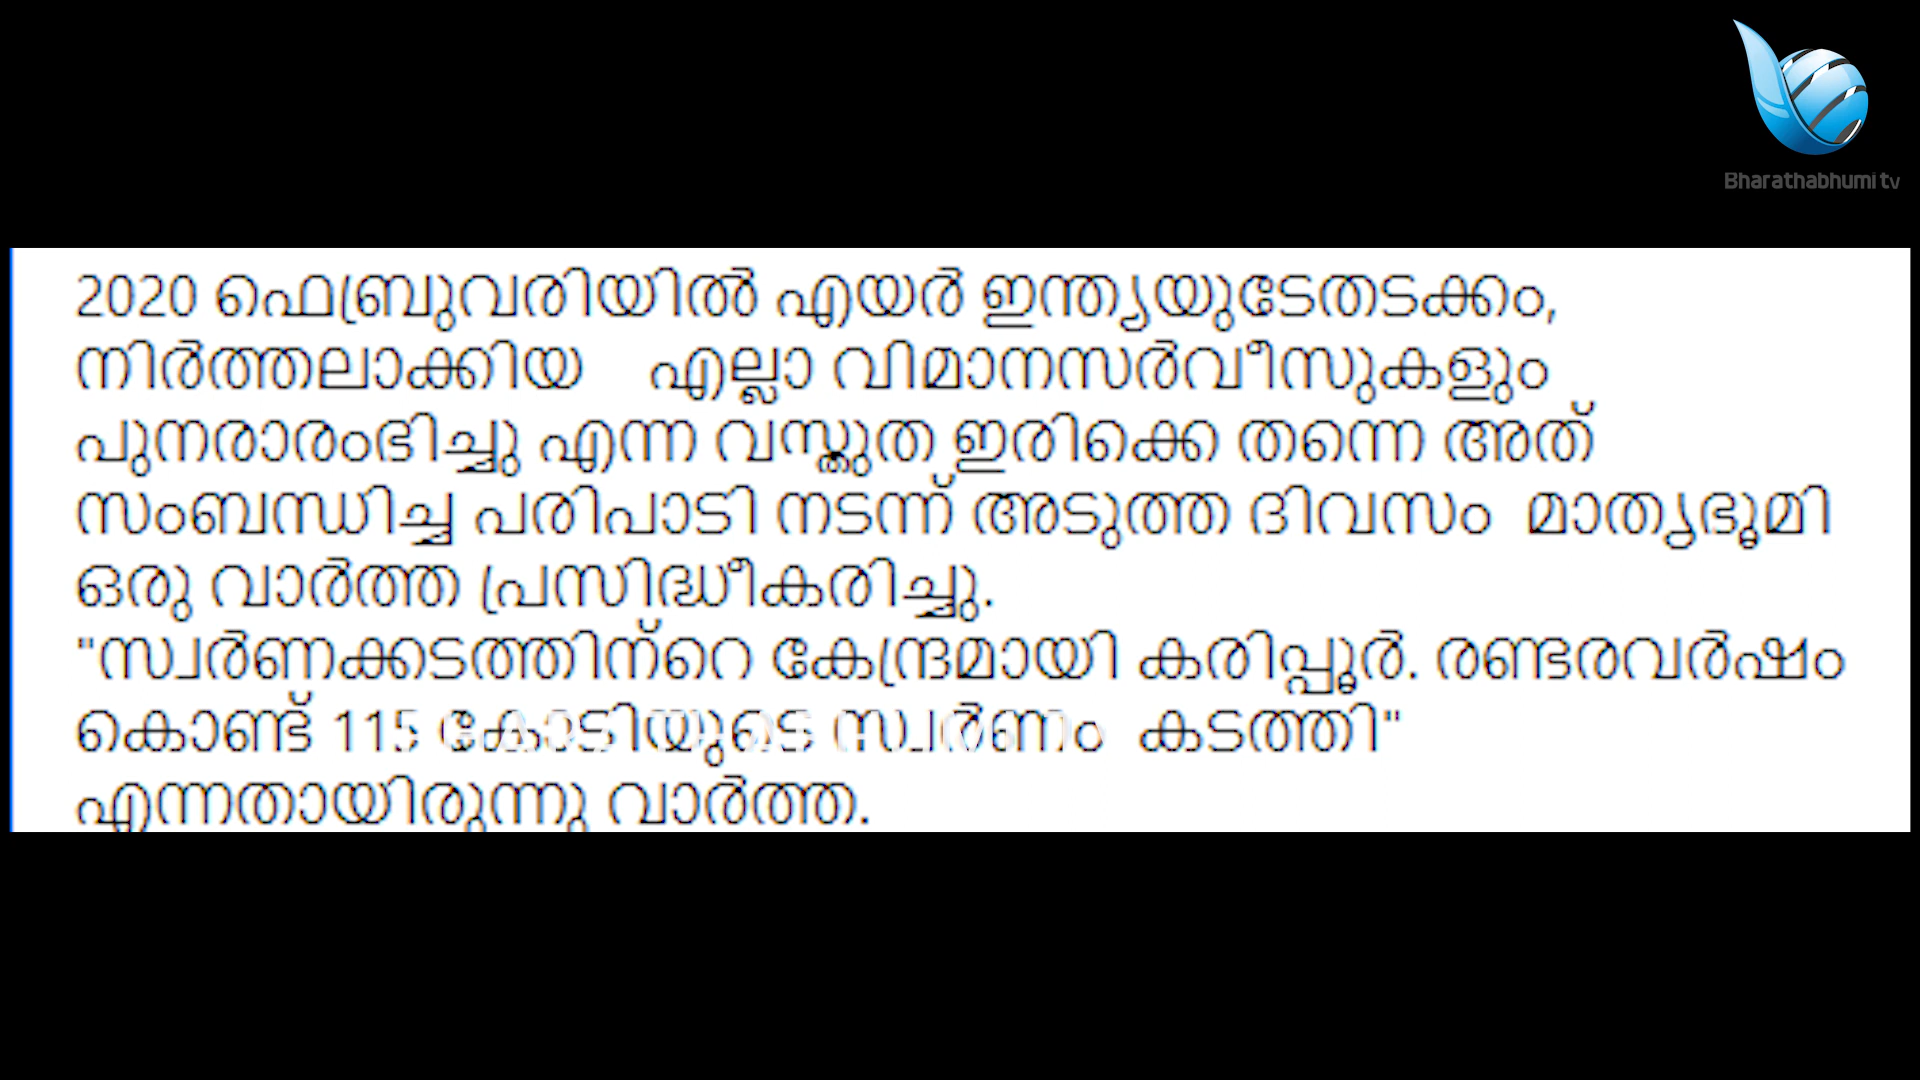 Bharathabhumi tv
2020 ഫെബ്രുവരിയിൽ എയർ ഇന്ത്യയുടേതടക്കം,
നിർത്തലാക്കിയ എല്ലാ വിമാനസർവീസുകളും
പുനരാരംഭിച്ചു എന്ന വസ്തുത ഇരിക്കെ തന്നെ അത്
സംബന്ധിച്ച പരിപാടി നടന്ന് അടുത്ത ദിവസം മാതൃഭൂമി
ഒരു വാർത്ത പ്രസിദ്ധീകരിച്ചു.
"സ്വർണക്കടത്തിന്റെ കേന്ദ്രമായി കരിപ്പൂർ. രണ്ടരവർഷം
കൊണ്ട് 115 കോടിയുടെ സ്വർണം കടത്തി"
എന്നതായിരുന്നു വാർത്ത.